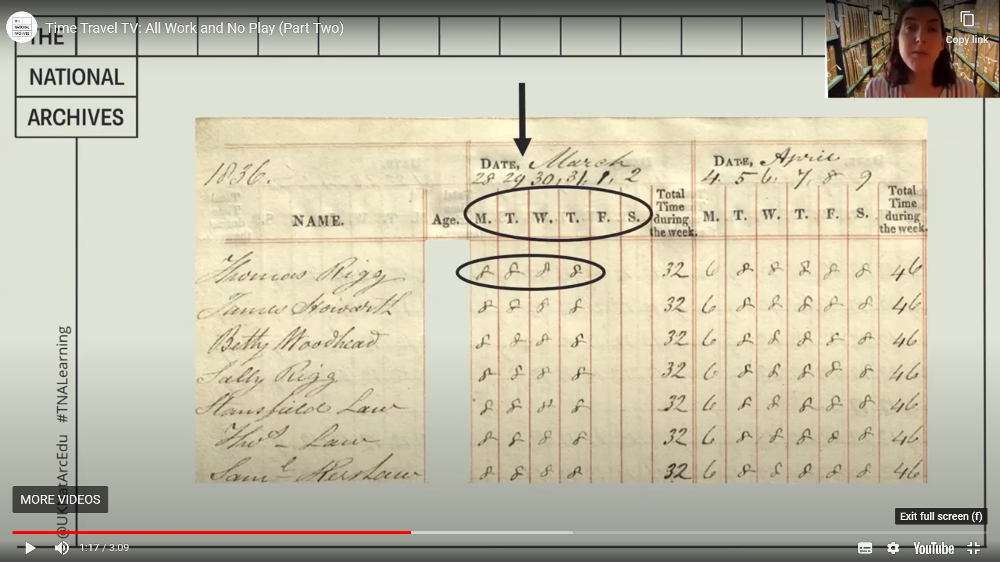 THE NATIONAL ARCHIVES
Time Travel TV: All Work and No Play (Part Two)
Copy link
THE
NATIONAL
ARCHIVES
1836. DATE, March DATE, April
28 29 30, 31, 1, 2 4. 5 6. 7, 8 9
NAME. Age. M. T. W. T. F. S. Total Time during the week. M. T. W. T. F. S. Total Time during the week.
Thomas Rigg 8 8 8 8 32 6 8 8 8 8 8 46
James Howarth 8 8 8 8 32 6 8 8 8 8 8 46
Betty Woodhead 8 8 8 8 32 6 8 8 8 8 8 46
Sally Rigg 8 8 8 8 32 6 8 8 8 8 8 46
Stansfield Law 8 8 8 8 32 6 8 8 8 8 8 46
Thos - Law 8 8 8 8 32 6 8 8 8 8 8 46
Saml Kershaw 8 8 8 8 32 6 8 8 8 8 8 46
@UKNatArcEdu #TNALearning
MORE VIDEOS
Exit full screen (f)
1:17 / 3:09
YouTube